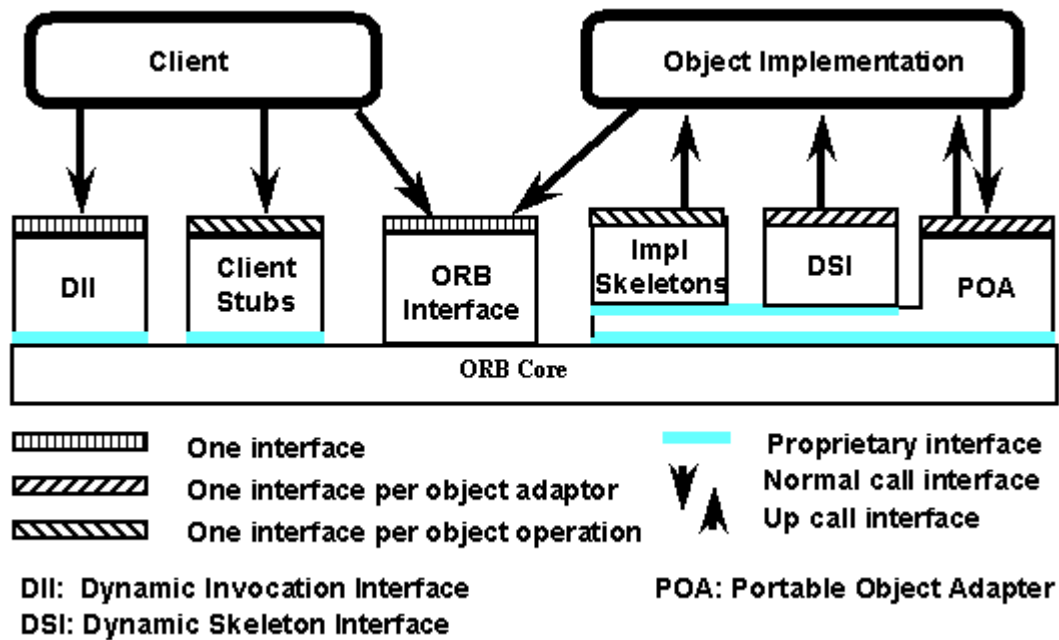 Client
Object Implementation
DII
Client
Stubs
ORB
Interface
Impl
Skeletons
DSI
POA
ORB Core
One interface
One interface per object adaptor
One interface per object operation
Proprietary interface
Normal call interface
Up call interface
DII: Dynamic Invocation Interface
DSI: Dynamic Skeleton Interface
POA: Portable Object Adapter